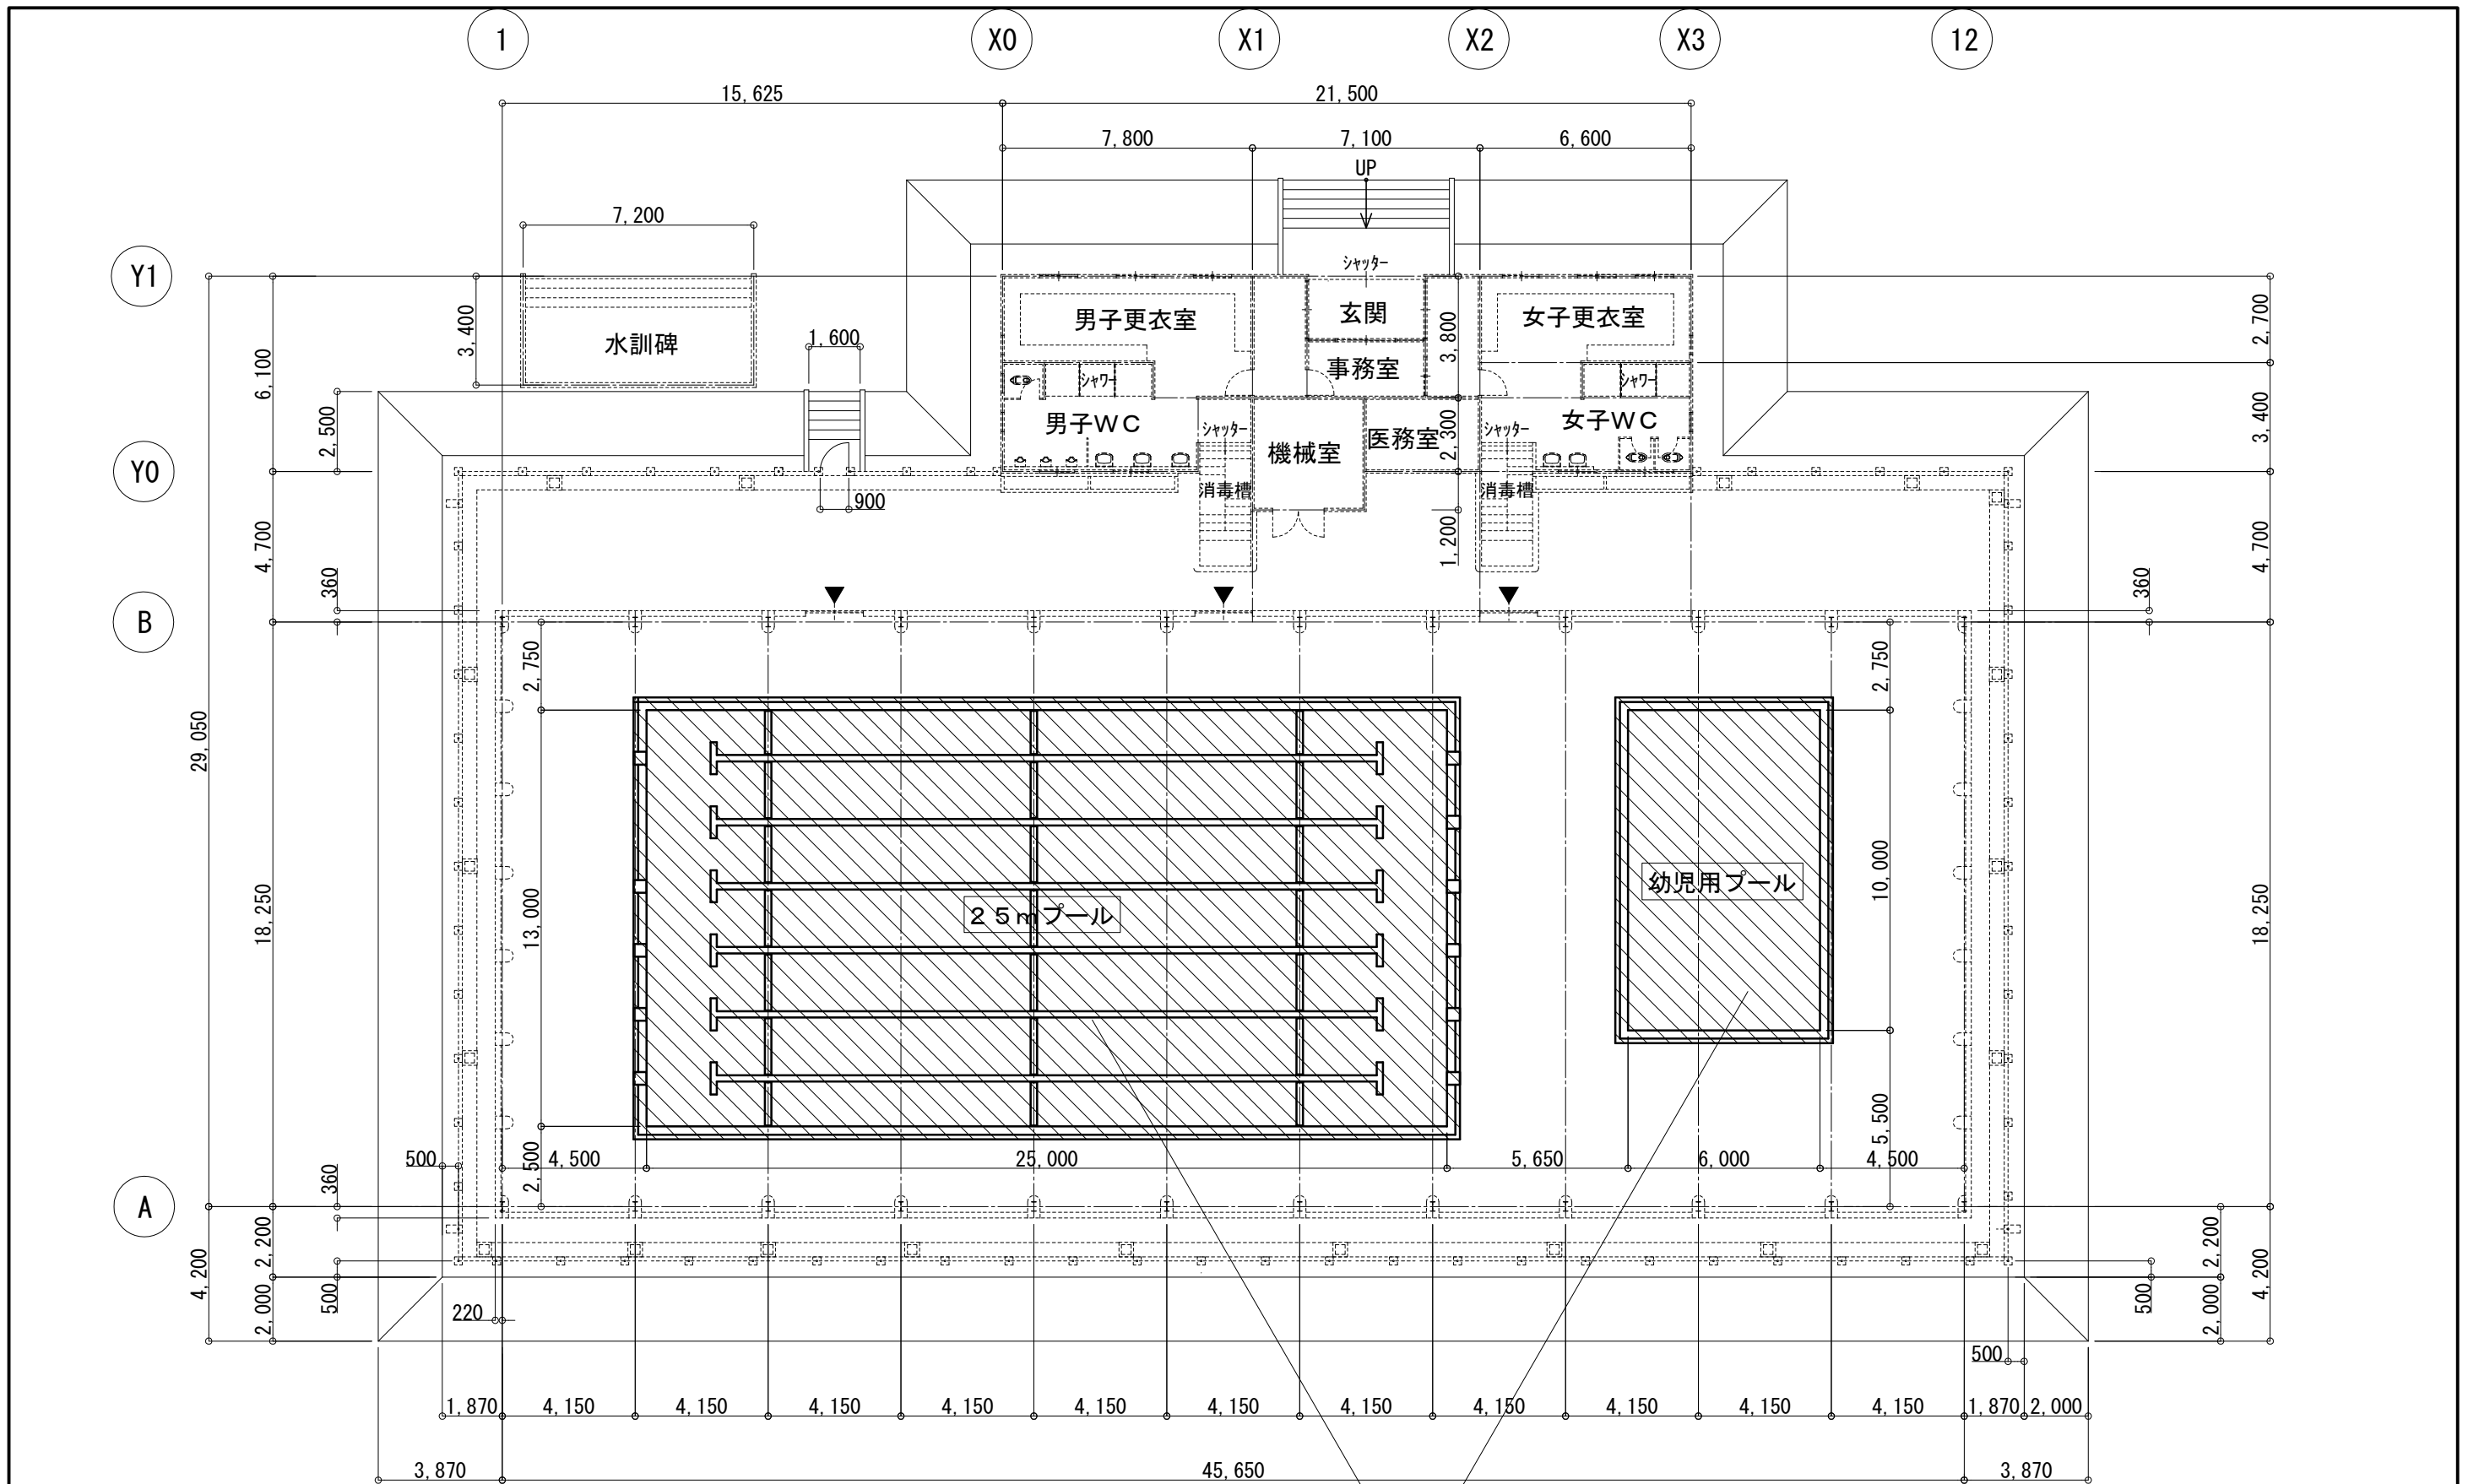 1 X0 X1 X2 X3 12
15,625 21,500
7,800 7,100 6,600
UP
7,200
シャッター
Y1
男子更衣室 玄関 女子更衣室
水訓碑
3,400 1,600 3,800 2,700
6,100 事務室
シャワー シャワー
2,500 男子WC 女子WC 3,400
シャッター 2,300 シャッター
機械室 医務室
Y0
消毒槽 消毒槽
900
4,700 1,200 4,700
360 360
B
2,750 2,750
29,050
幼児用プール
25mプール
18,250 13,000 10,000 18,250
5,500
500 4,500 25,000 5,650 6,000 4,500
360 2,500
A
2,200 2,200
4,200 4,200
2,000 500 500 2,000
220
500
1,870 4,150 4,150 4,150 4,150 4,150 4,150 4,150 4,150 4,150 4,150 4,150 1,870 2,000
3,870 45,650 3,870